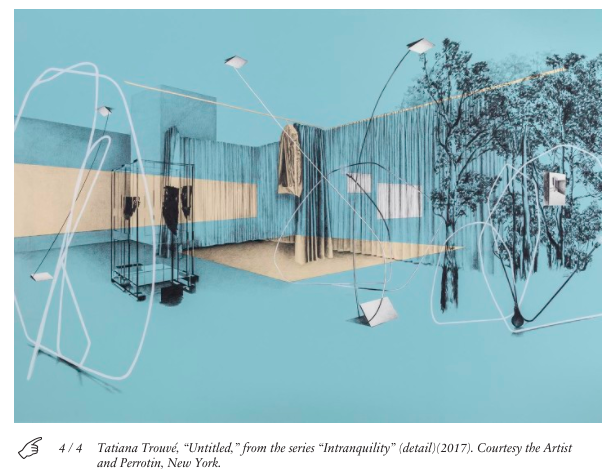 4 / 4 Tatiana Trouvé, “Untitled,” from the series “Intranquility” (detail)(2017). Courtesy the Artist
and Perrotin, New York.